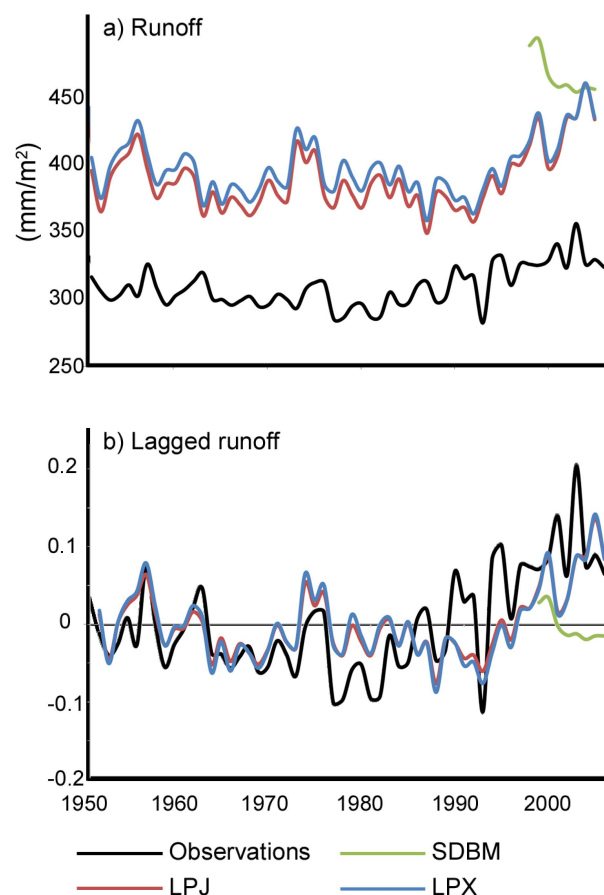 a) Runoff
(mm/m²)
450
400
350
300
250
b) Lagged runoff
0.2
0.1
0
-0.1
-0.2
1950 1960 1970 1980 1990 2000
Observations SDBM
LPJ LPX